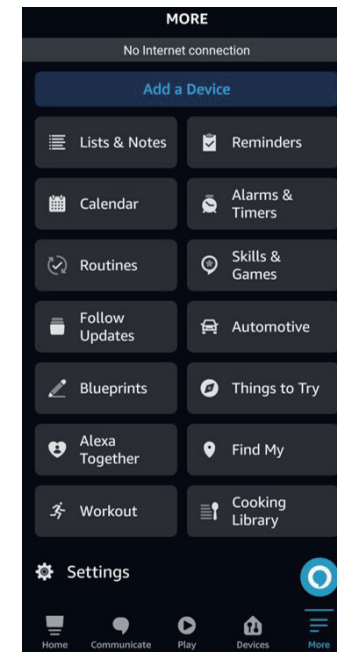 MORE
No Internet connection
Add a Device
Lists & Notes
Reminders
Calendar
Alarms &
Timers
Routines
Skills &
Games
Follow
Updates
Automotive
Blueprints
Things to Try
Alexa
Together
Find My
Workout
Cooking
Library
Settings
Home
Communicate
Play
Devices
More